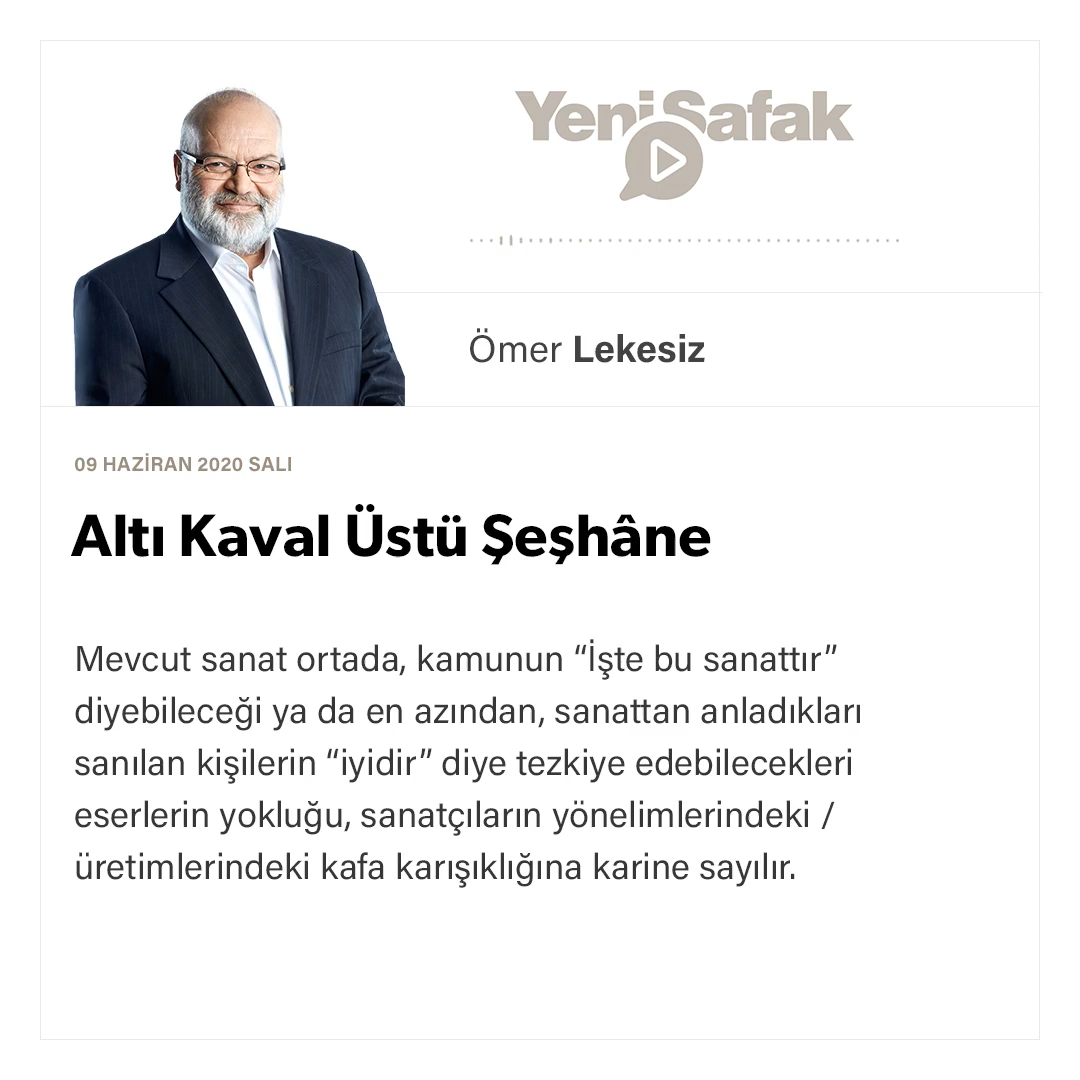 YeniŞafak
Ömer Lekesiz
09 HAZİRAN 2020 SALI
Altı Kaval Üstü Şeşhâne
Mevcut sanat ortada, kamunun “İşte bu sanattır”
diyebileceği ya da en azından, sanattan anladıkları
sanılan kişilerin “iyidir” diye tezkiye edebilecekleri
eserlerin yokluğu, sanatçıların yönelimlerindeki /
üretimlerindeki kafa karışıklığına karine sayılır.